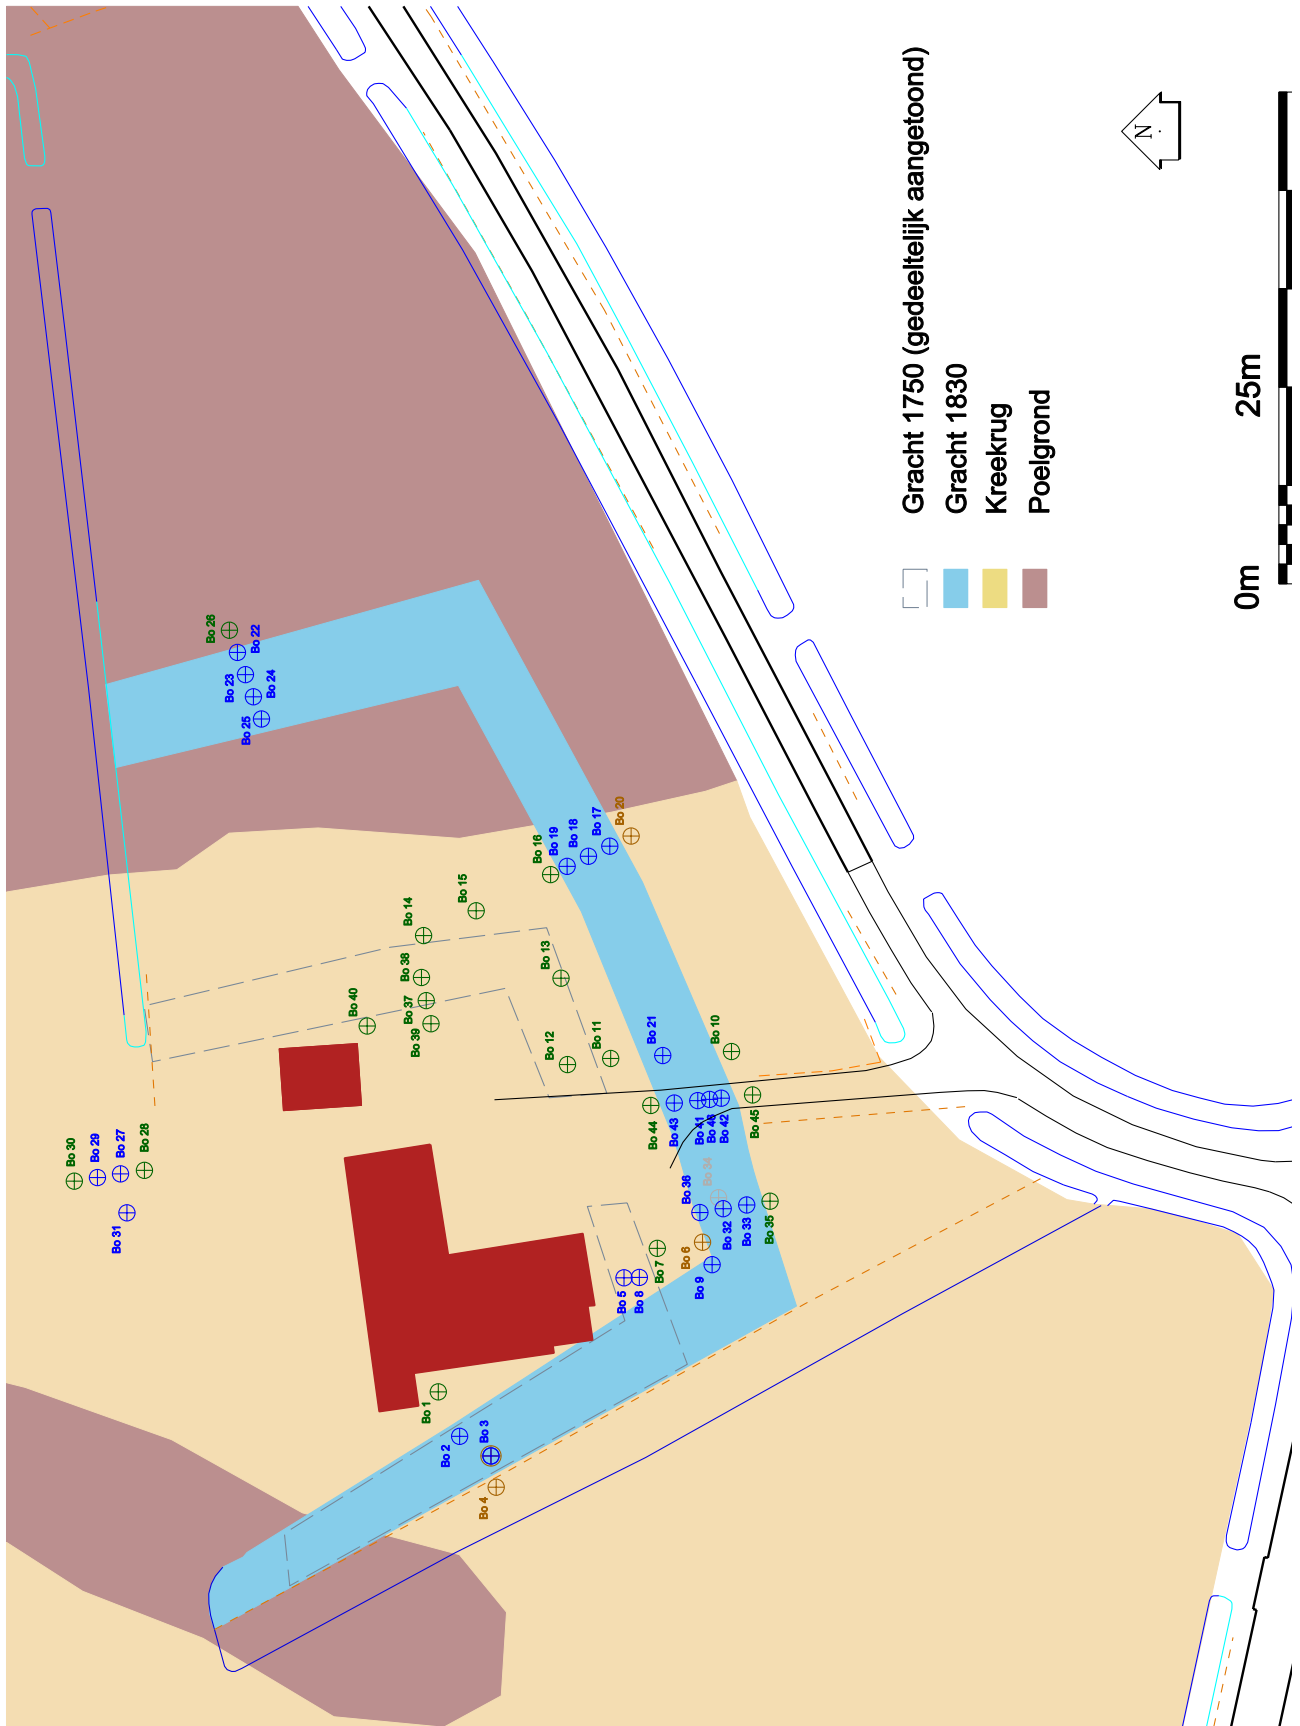 Gracht 1750 (gedeeltelijk aangetoond)
Gracht 1830
Kreekrug
Poelgrond
N
0m
25m
Bo 30
Bo 29
Bo 27
Bo 28
Bo 31
Bo 26
Bo 22
Bo 23
Bo 24
Bo 25
Bo 40
Bo 14
Bo 38
Bo 37
Bo 39
Bo 15
Bo 16
Bo 19
Bo 18
Bo 17
Bo 20
Bo 13
Bo 12
Bo 11
Bo 21
Bo 10
Bo 44
Bo 43
Bo 41
Bo 46
Bo 42
Bo 45
Bo 34
Bo 36
Bo 32
Bo 33
Bo 35
Bo 6
Bo 9
Bo 7
Bo 5
Bo 8
Bo 1
Bo 2
Bo 3
Bo 4